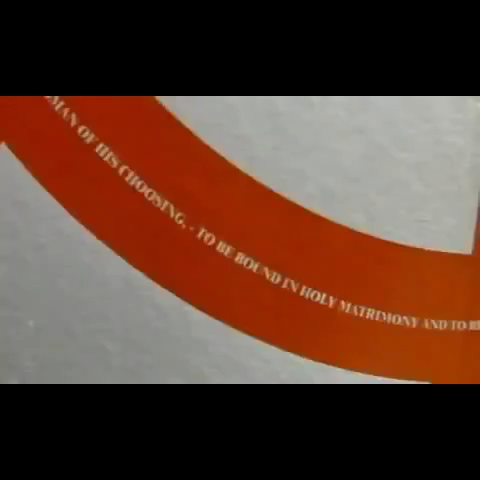 MAN OF HIS CHOOSING, - TO BE BOUND IN HOLY MATRIMONY AND TO